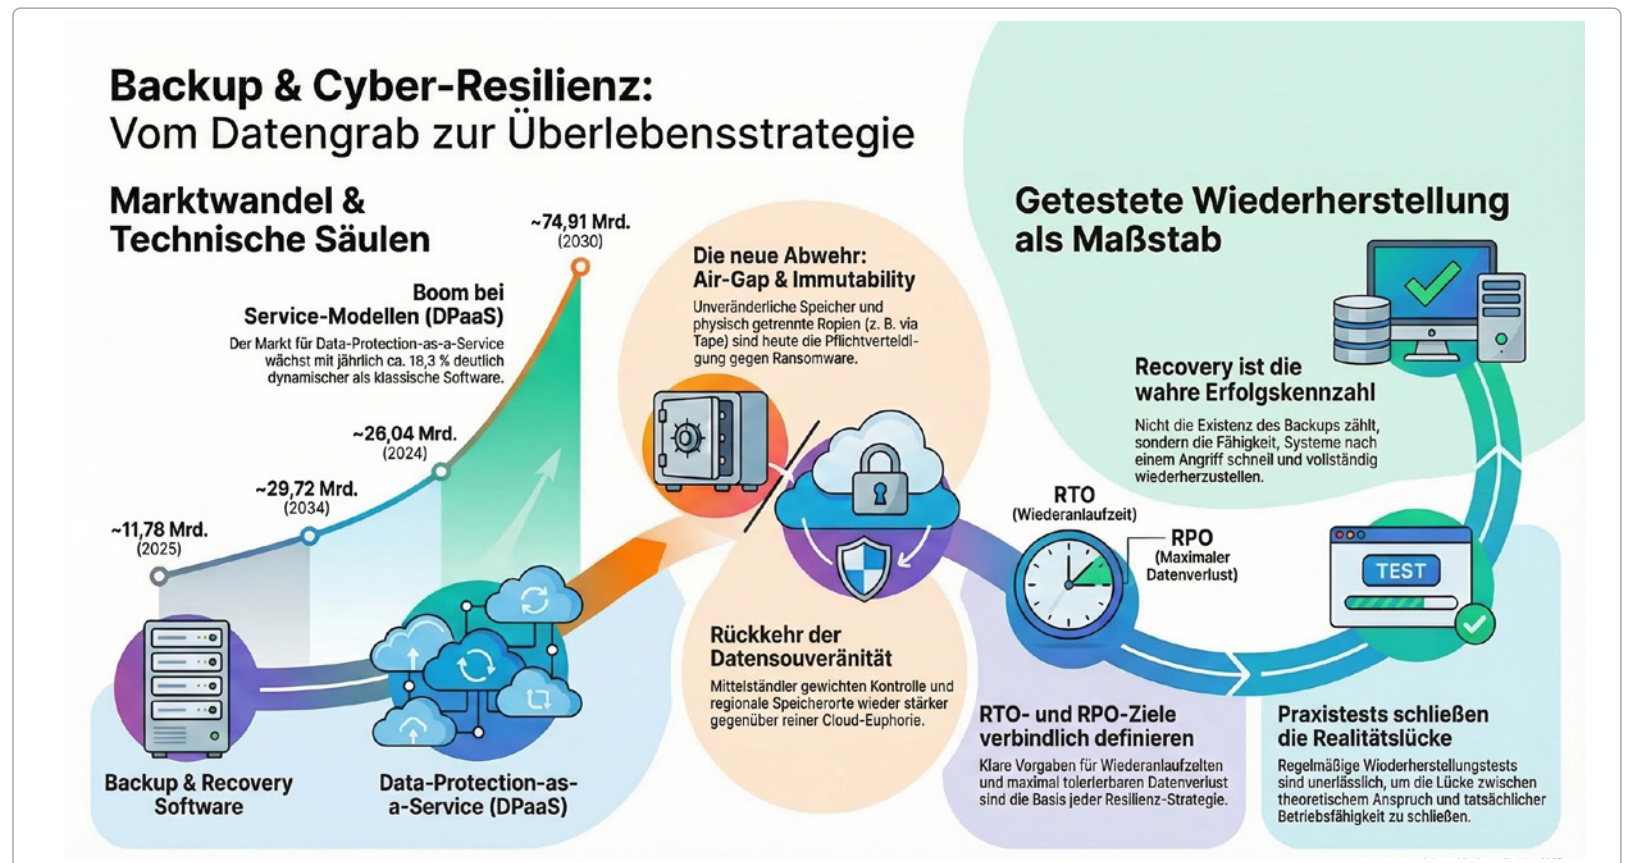 Backup & Cyber-Resilienz:
Vom Datengrab zur Überlebensstrategie
Marktwandel &
Technische Säulen
~74,91 Mrd.
(2030)
Boom bei
Service-Modellen (DPaaS)
Der Markt für Data-Protection-as-a-Service
wächst mit jährlich ca. 18,3 % deutlich
dynamischer als klassische Software.
~26,04 Mrd.
(2024)
~29,72 Mrd.
(2034)
~11,78 Mrd.
(2025)
Backup & Recovery
Software
Data-Protection-as-
a-Service (DPaaS)
Die neue Abwehr:
Air-Gap & Immutability
Unveränderliche Speicher und
physisch getrennte Ropien (z. B. via
Tape) sind heute die Pflichtverteldl-
gung gegen Ransomware.
Rückkehr der
Datensouveränität
Mittelständler gewichten Kontrolle und
regionale Speicherorte wieder stärker
gegenüber reiner Cloud-Euphorie.
Getestete Wiederherstellung
als Maßstab
Recovery ist die
wahre Erfolgskennzahl
Nicht die Existenz des Backups zählt,
sondern die Fähigkeit, Systeme nach
einem Angriff schnell und vollständig
wiederherzustellen.
RTO
(Wiederanlaufzeit)
RPO
(Maximaler
Datenverlust)
TEST
RTO- und RPO-Ziele
verbindlich definieren
Klare Vorgaben für Wiederanlaufzelten
und maximal tolerlerbaren Datenverlust
sind die Basis jeder Resilienz-Strategie.
Praxistests schließen
die Realitätslücke
Regelmäßige Wioderherstellungstests
sind unerlässlich, um die Lücke zwischen
theoretischem Anspruch und tatsächlicher
Betriebsfähigkeit zu schließen.